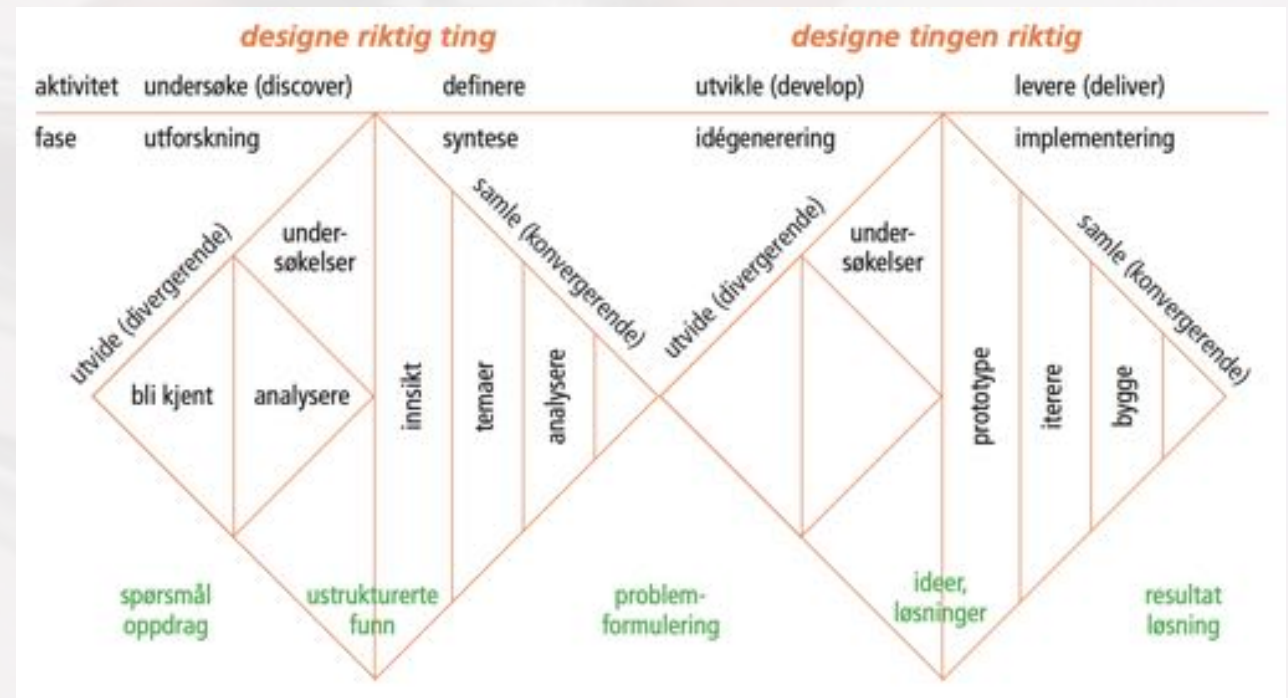 designe riktig ting
designe tingen riktig
aktivitet undersøke (discover) definere utvikle (develop) levere (deliver)
fase utforskning syntese idégenerering implementering
utvide (divergerende)
under-
søkelser
bli kjent
analysere
innsikt
temaer
analysere
samle (konvergerende)
utvide (divergerende)
under-
søkelser
prototype
iterere
bygge
samle (konvergerende)
spørsmål
oppdrag
ustrukturerte
funn
problem-
formulering
ideer,
løsninger
resultat
løsning